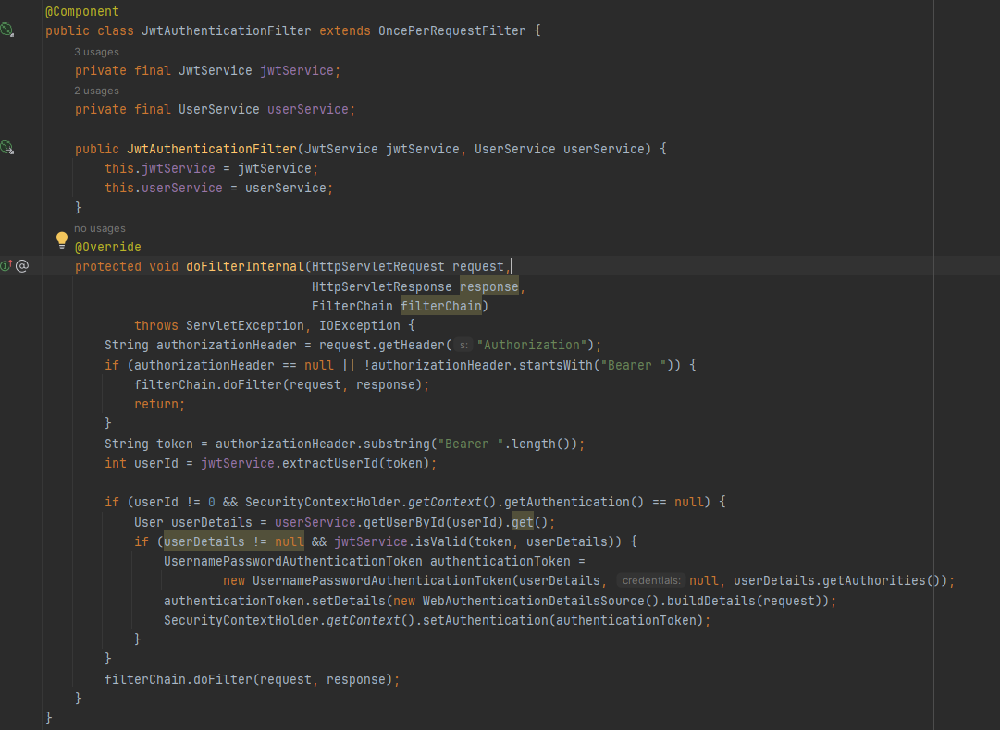 @Component
public class JwtAuthenticationFilter extends OncePerRequestFilter {
3 usages
private final JwtService jwtService;
2 usages
private final UserService userService;
public JwtAuthenticationFilter(JwtService jwtService, UserService userService) {
this.jwtService = jwtService;
this.userService = userService;
}
no usages
@Override
protected void doFilterInternal(HttpServletRequest request,
HttpServletResponse response,
FilterChain filterChain)
throws ServletException, IOException {
String authorizationHeader = request.getHeader( s: "Authorization");
if (authorizationHeader == null || !authorizationHeader.startsWith("Bearer ")) {
filterChain.doFilter(request, response);
return;
}
String token = authorizationHeader.substring("Bearer ".length());
int userId = jwtService.extractUserId(token);
if (userId != 0 && SecurityContextHolder.getContext().getAuthentication() == null) {
User userDetails = userService.getUserById(userId).get();
if (userDetails != null && jwtService.isValid(token, userDetails)) {
UsernamePasswordAuthenticationToken authenticationToken =
new UsernamePasswordAuthenticationToken(userDetails, credentials: null, userDetails.getAuthorities());
authenticationToken.setDetails(new WebAuthenticationDetailsSource().buildDetails(request));
SecurityContextHolder.getContext().setAuthentication(authenticationToken);
}
}
filterChain.doFilter(request, response);
}
}